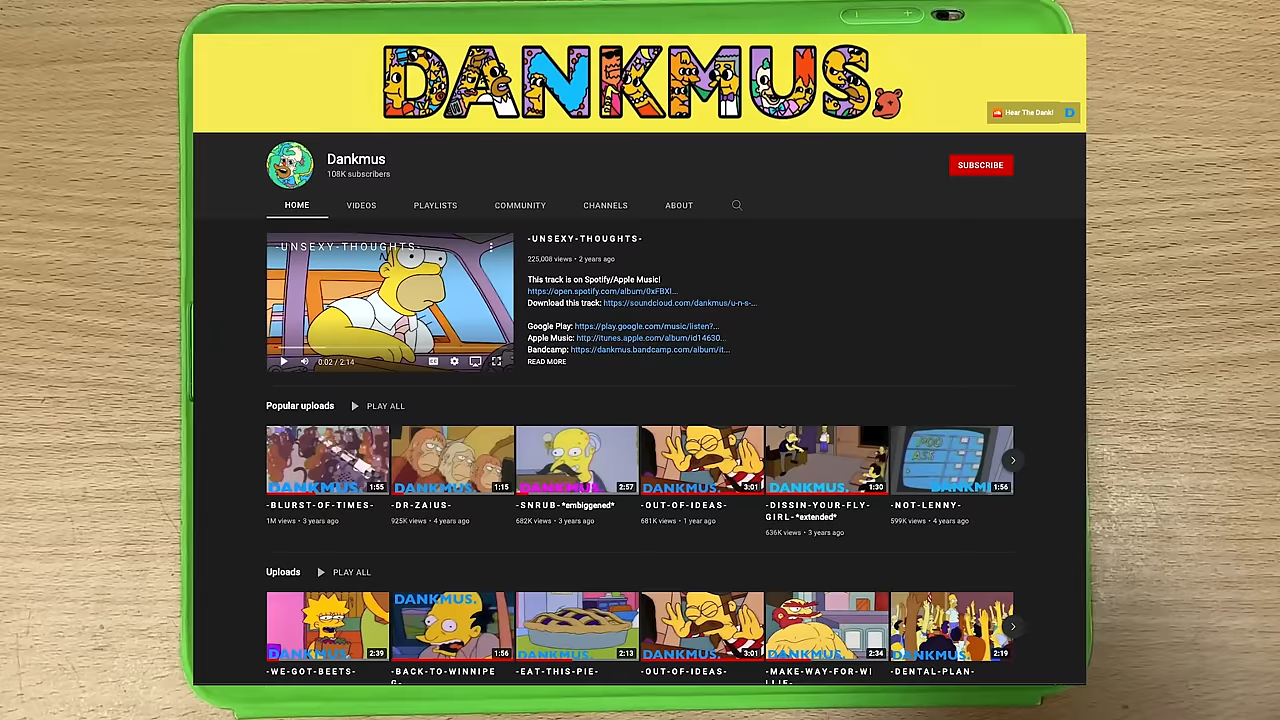 DANKMUS.
Hear The Dank!
Dankmus
108K subscribers
SUBSCRIBE
HOME VIDEOS PLAYLISTS COMMUNITY CHANNELS ABOUT
-UNSEXY-THOUGHTS-
0:02 / 2:14
-UNSEXY-THOUGHTS-
225,008 views • 2 years ago
This track is on Spotify/Apple Music!
https://open.spotify.com/album/0xFBXI...
Download this track: https://soundcloud.com/dankmus/u-n-s-...
Google Play: https://play.google.com/music/listen?...
Apple Music: http://itunes.apple.com/album/id14630...
Bandcamp: https://dankmus.bandcamp.com/album/it...
READ MORE
Popular uploads PLAY ALL
DANKMUS. 1:55
DANKMUS. 1:15
DANKMUS. 2:57
DANKMUS. 3:01
DANKMUS. 1:30
POO
ASK
DANKM 1:56
-BLURST-OF-TIMES-
1M views • 3 years ago
-DR-ZAIUS-
925K views • 4 years ago
-SNRUB-*embiggened*
682K views • 3 years ago
-OUT-OF-IDEAS-
681K views • 1 year ago
-DISSIN-YOUR-FLY-
GIRL-*extended*
636K views • 3 years ago
-NOT-LENNY-
599K views • 4 years ago
Uploads PLAY ALL
DANKMUS. 2:39
DANKMUS. 1:56
DANKMUS. 2:13
DANKMUS. 3:01
DANKMUS. 2:34
DANKMUS. 2:19
-WE-GOT-BEETS-
-BACK-TO-WINNIPE
G-
-EAT-THIS-PIE-
-OUT-OF-IDEAS-
-MAKE-WAY-FOR-WI
LLIE-
-DENTAL-PLAN-